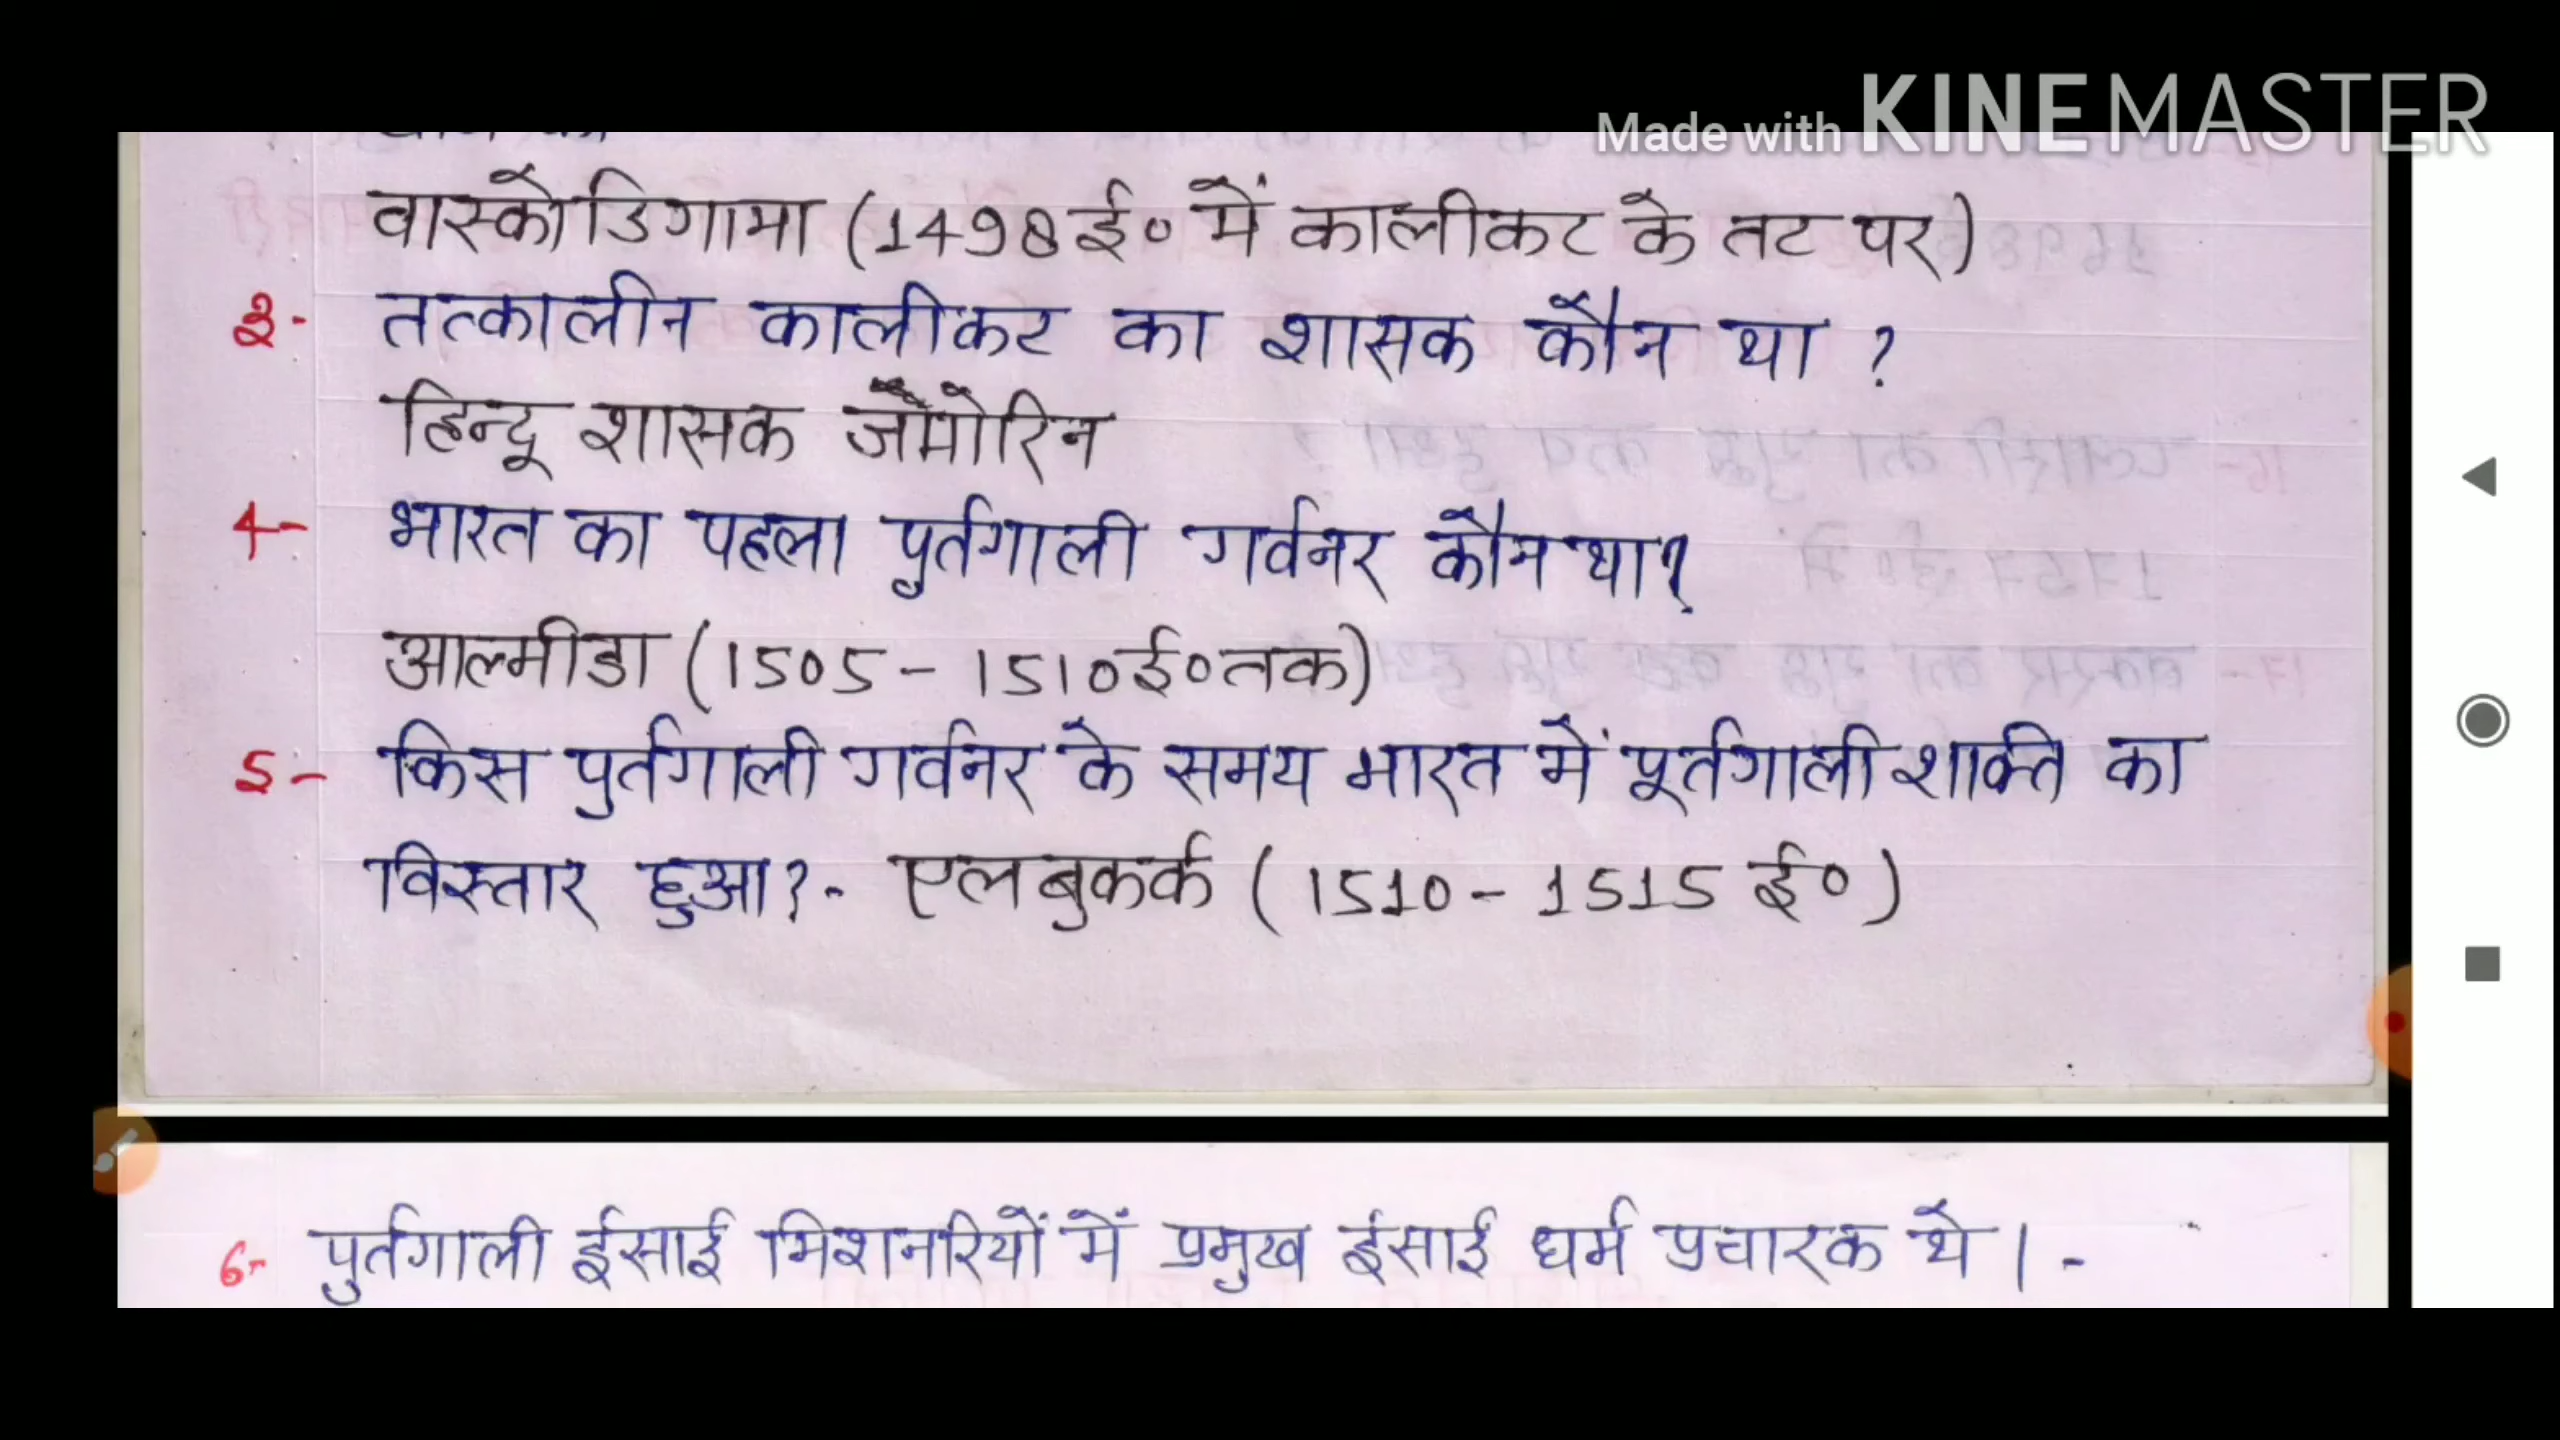 Made with KINEMASTER
वास्कोडिगामा (1498 ई० में कालीकट के तट पर)
3- तत्कालीन कालीकट का शासक कौन था ?
हिन्दू शासक जैमोरिन
4- भारत का पहला पुर्तगाली गर्वनर कौन था?
आल्मीडा (1505 - 1510 ई० तक)
5- किस पुर्तगाली गर्वनर के समय भारत में पूर्तगाली शक्ति का
विस्तार हुआ?- एलबुकर्क (1510 - 1515 ई०)
6- पुर्तगाली ईसाई मिशनरियों में प्रमुख ईसाई धर्म प्रचारक थे । -